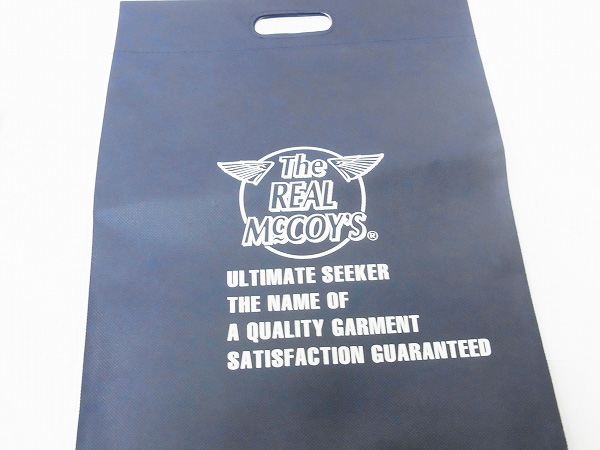 The
REAL
McCOY'S®
ULTIMATE SEEKER
THE NAME OF
A QUALITY GARMENT
SATISFACTION GUARANTEED